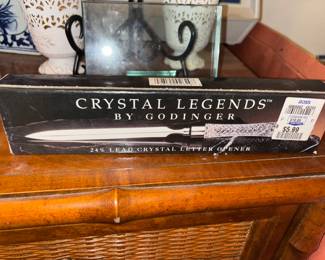 CRYSTAL LEGENDS™
BY GODINGER
24% LEAD CRYSTAL LETTER OPENER
$5.99